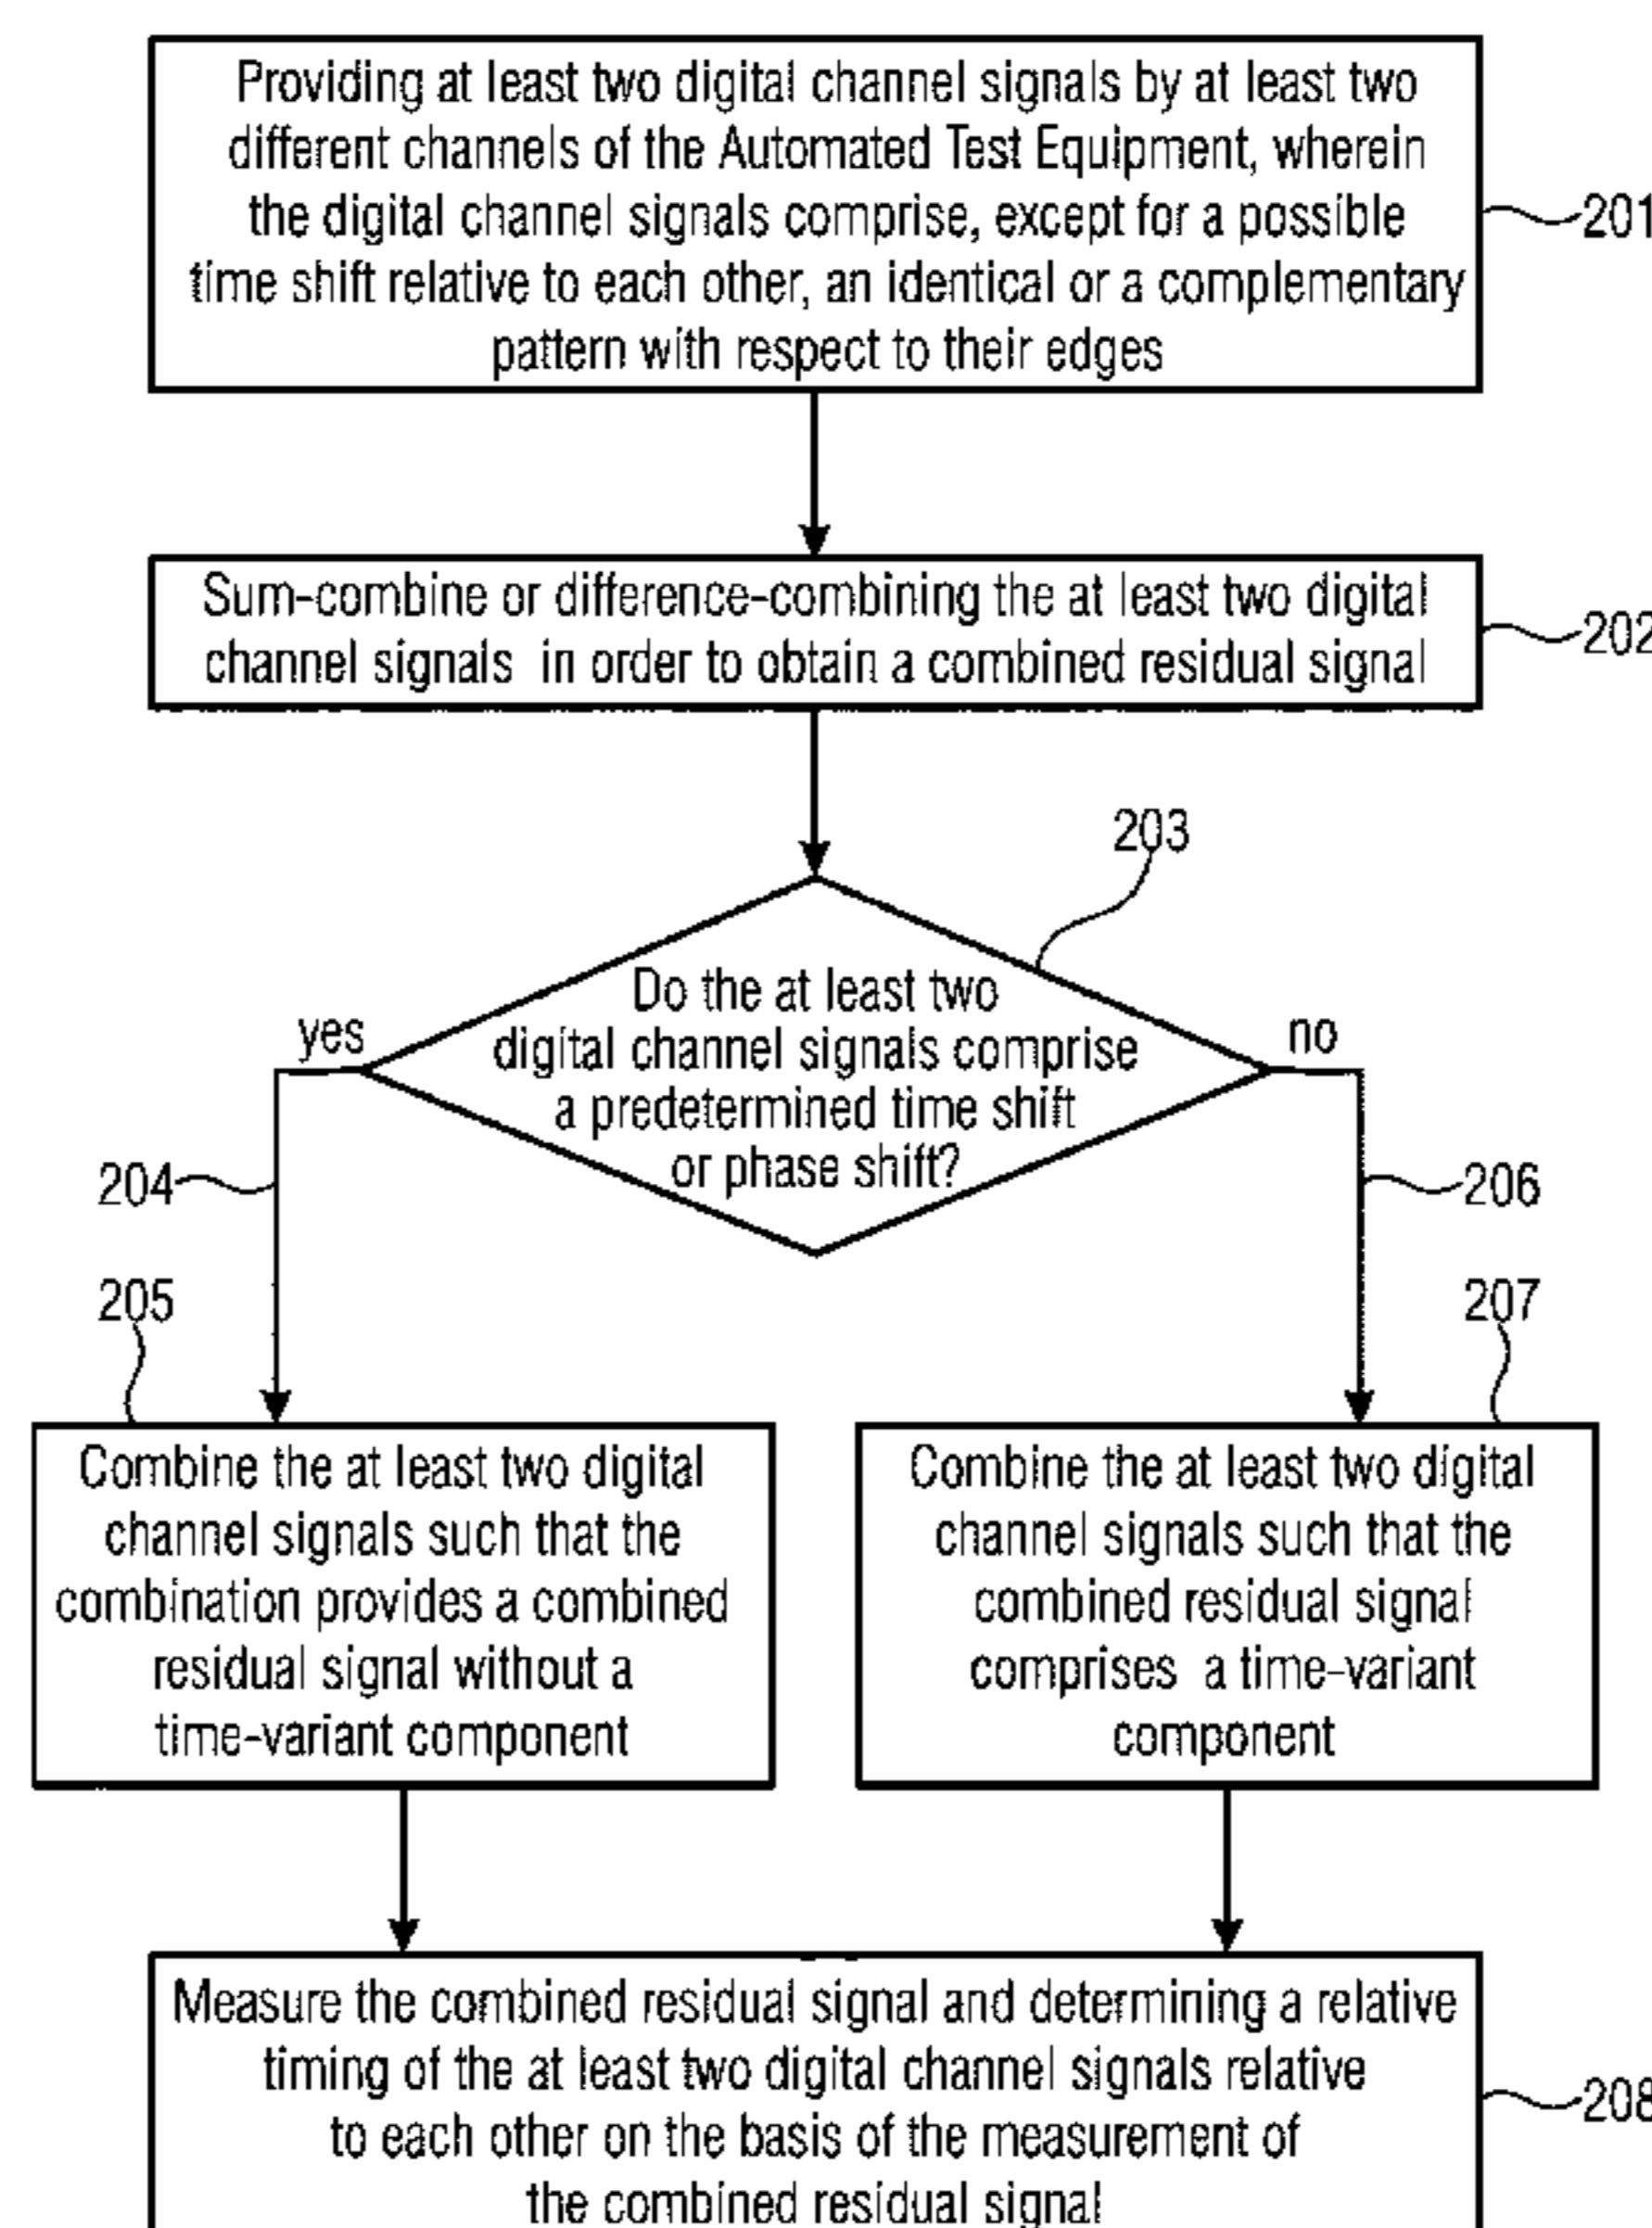 Providing at least two digital channel signals by at least two
different channels of the Automated Test Equipment, wherein
the digital channel signals comprise, except for a possible
time shift relative to each other, an identical or a complementary
pattern with respect to their edges
201
Sum-combine or difference-combining the at least two digital
channel signals in order to obtain a combined residual signal
202
203
Do the at least two
digital channel signals comprise
a predetermined time shift
or phase shift?
yes
no
204
206
205
207
Combine the at least two digital
channel signals such that the
combination provides a combined
residual signal without a
time-variant component
Combine the at least two digital
channel signals such that the
combined residual signal
comprises a time-variant
component
Measure the combined residual signal and determining a relative
timing of the at least two digital channel signals relative
to each other on the basis of the measurement of
the combined residual signal
208